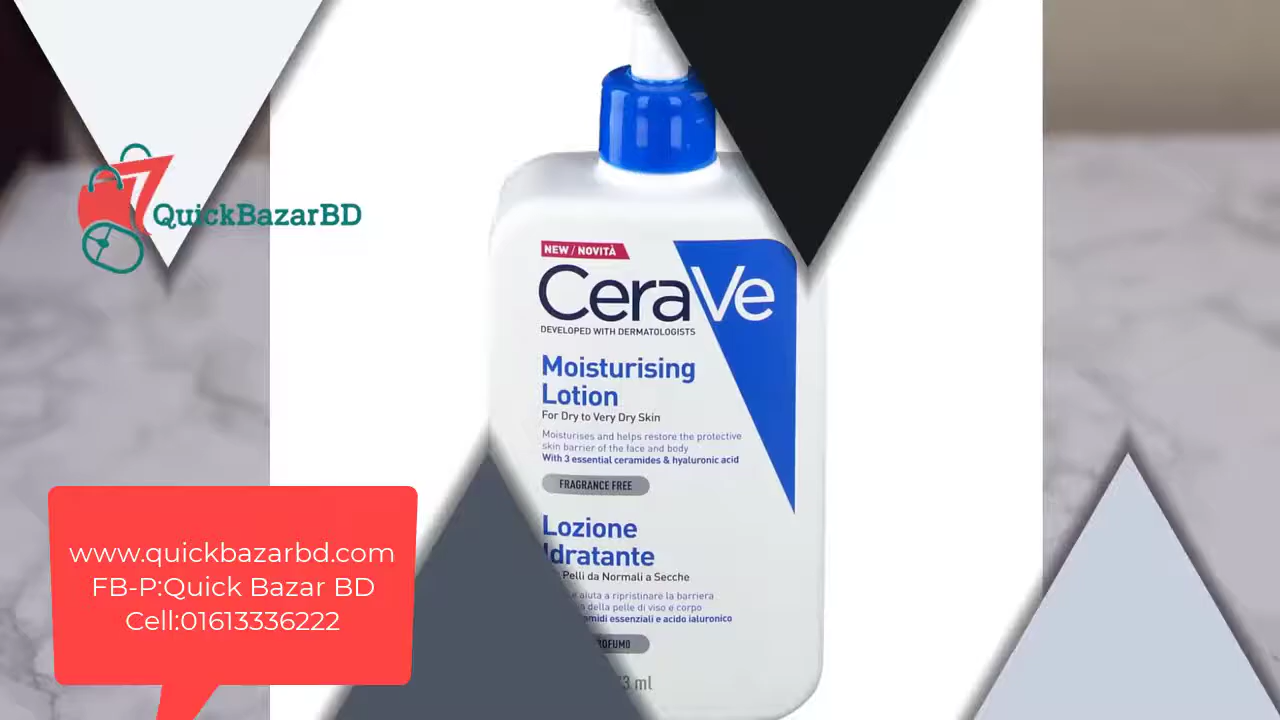 QuickBazarBD
NEW / NOVITÀ
CeraVe
DEVELOPED WITH DERMATOLOGISTS
Moisturising
Lotion
For Dry to Very Dry Skin
Moisturises and helps restore the protective
skin barrier of the face and body
With 3 essential ceramides & hyaluronic acid
FRAGRANCE FREE
Lozione
Idratante
Pelli da Normali a Secche
aiuta a ripristinare la barriera
della pelle di viso e corpo
essenziali e acido ialuronico
ml
www.quickbazarbd.com
FB-P:Quick Bazar BD
Cell:01613336222